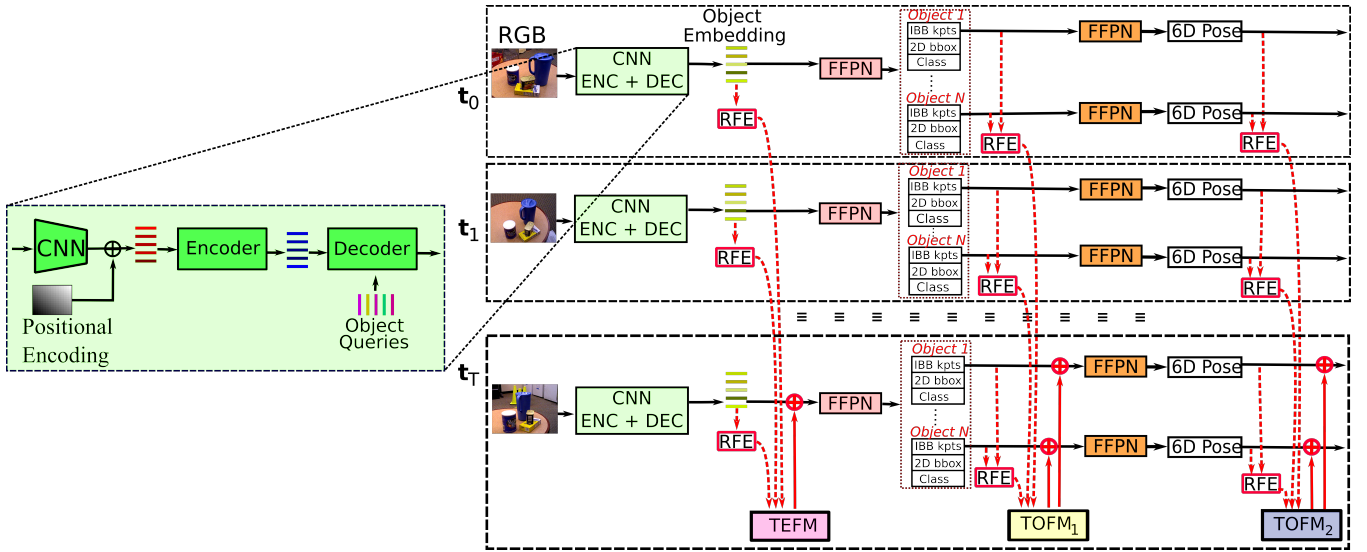 RGB
Object
Embedding
t0
CNN
ENC + DEC
RFE
FFPN
Object 1
IBB kpts
2D bbox
Class
Object N
IBB kpts
2D bbox
Class
RFE
FFPN
6D Pose
FFPN
6D Pose
RFE
t1
CNN
ENC + DEC
RFE
FFPN
Object 1
IBB kpts
2D bbox
Class
Object N
IBB kpts
2D bbox
Class
RFE
FFPN
6D Pose
FFPN
6D Pose
RFE
CNN
Encoder
Decoder
Positional
Encoding
Object
Queries
tT
CNN
ENC + DEC
RFE
FFPN
Object 1
IBB kpts
2D bbox
Class
Object N
IBB kpts
2D bbox
Class
RFE
FFPN
6D Pose
FFPN
6D Pose
RFE
TEFM
TOFM1
TOFM2